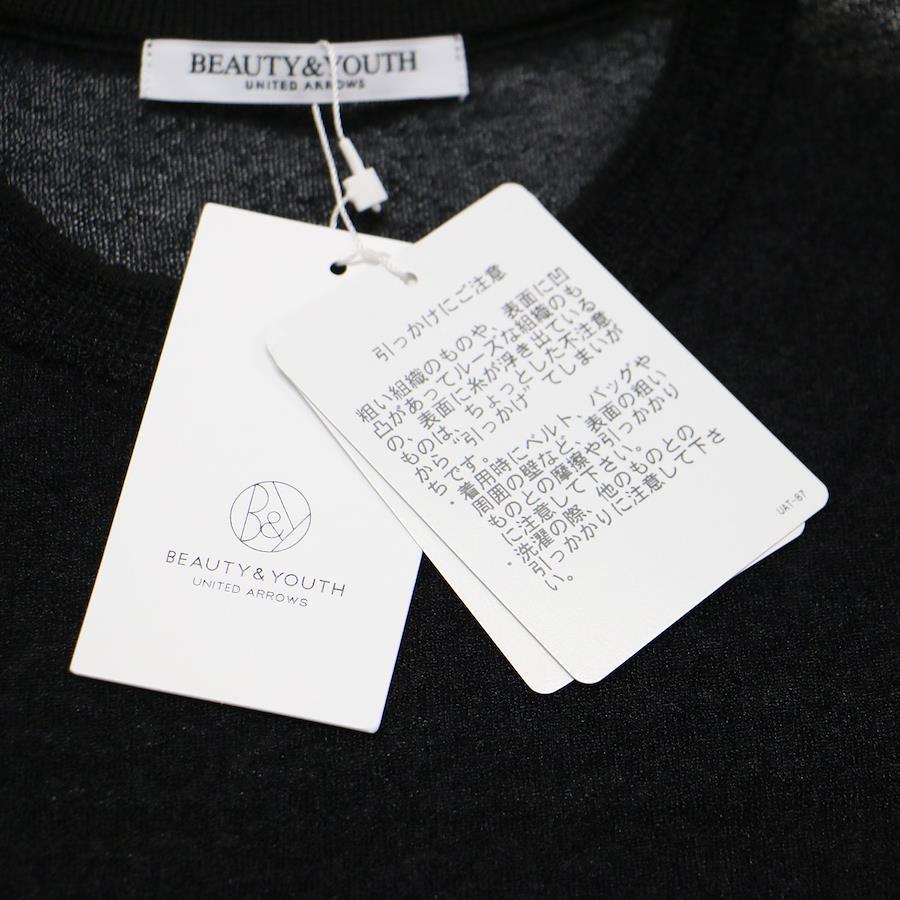 BEAUTY&YOUTH
UNITED ARROWS
引っかけにご注意
粗い組織のものや、表面に凹
凸があってルーズな組織のも
の、表面に糸が浮き出ている
ものは、ちょっとした不注意
から“引っかけ”てしまいが
ちです。
・着用時にベルト、バッグや
周囲の壁など、表面の粗い
ものとの摩擦や引っかかり
に注意して下さい。
・洗濯の際、他のものとの
引っかかりに注意して下さ
い。
UAT-87
B&Y
BEAUTY&YOUTH
UNITED ARROWS